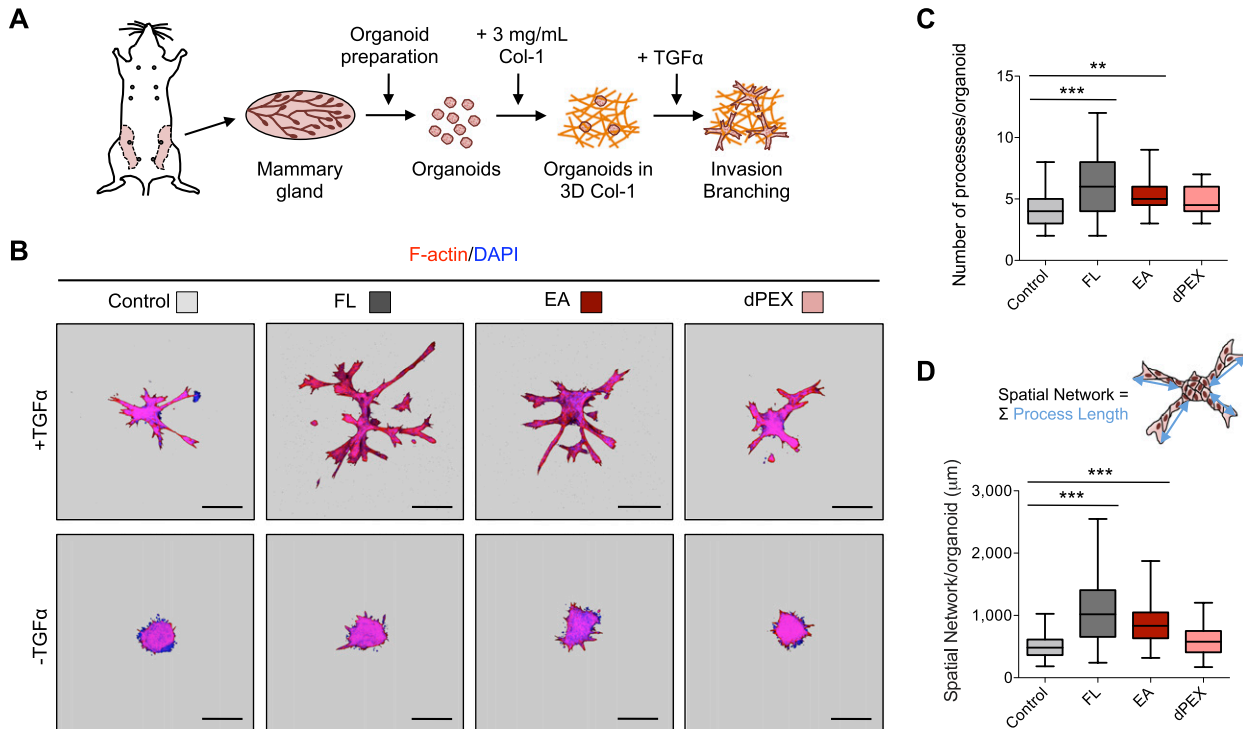 A
Organoid
preparation
+ 3 mg/mL
Col-1
+ TGFα
Mammary
gland
Organoids
Organoids in
3D Col-1
Invasion
Branching
B
F-actin/DAPI
Control
FL
EA
dPEX
+TGFα
-TGFα
C
Number of processes/organoid
15
10
5
0
**
***
Control
FL
EA
dPEX
D
Spatial Network =
Σ Process Length
Spatial Network/organoid (μm)
3,000
2,000
1,000
0
***
***
Control
FL
EA
dPEX